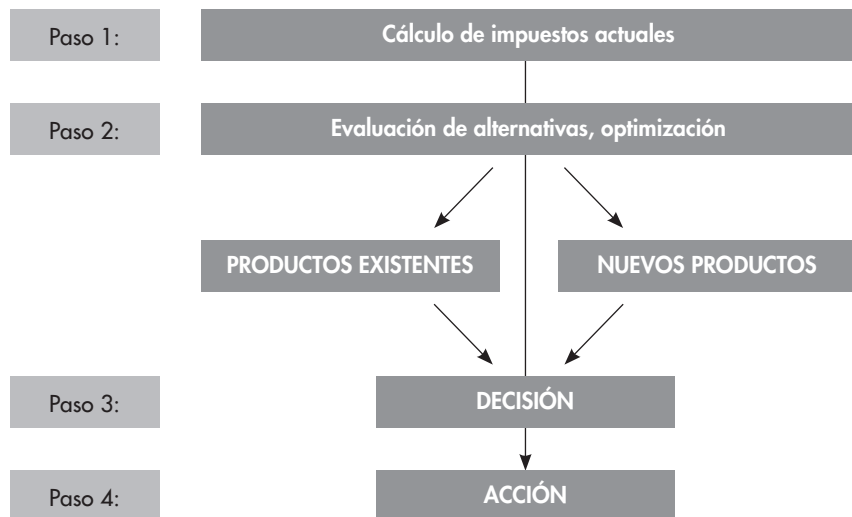 Paso 1:
Cálculo de impuestos actuales
Paso 2:
Evaluación de alternativas, optimización
PRODUCTOS EXISTENTES
NUEVOS PRODUCTOS
Paso 3:
DECISIÓN
Paso 4:
ACCIÓN